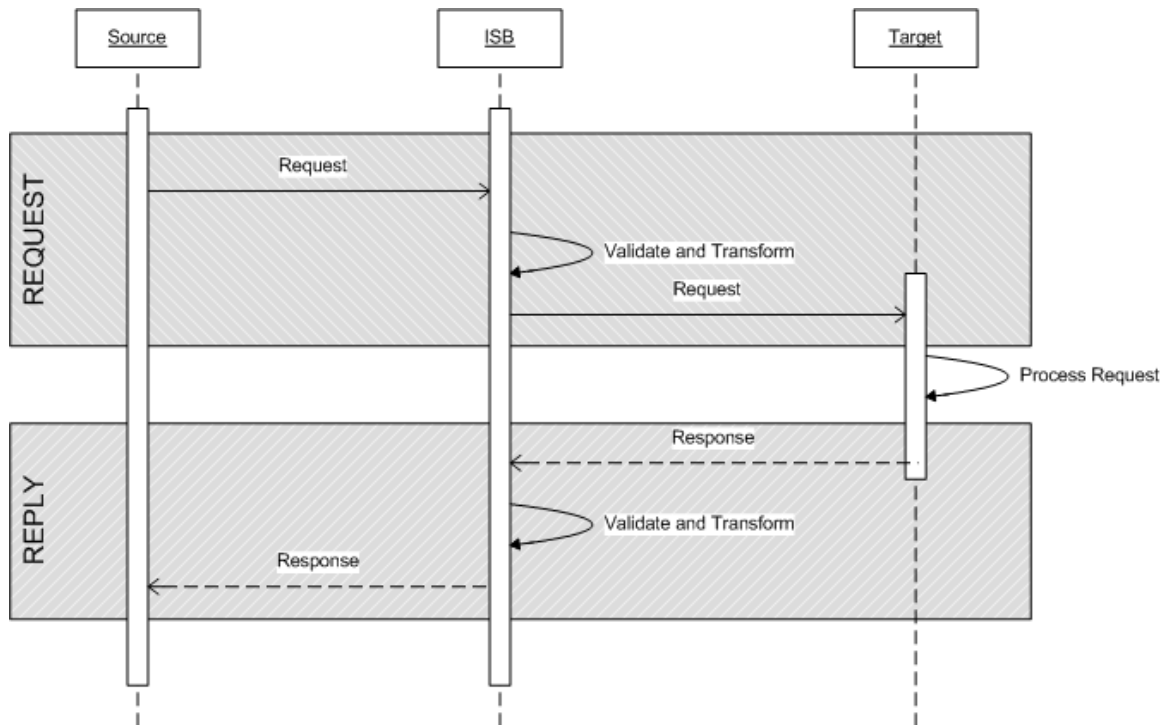 Source
ISB
Target
REQUEST
Request
Validate and Transform
Request
Process Request
REPLY
Response
Validate and Transform
Response